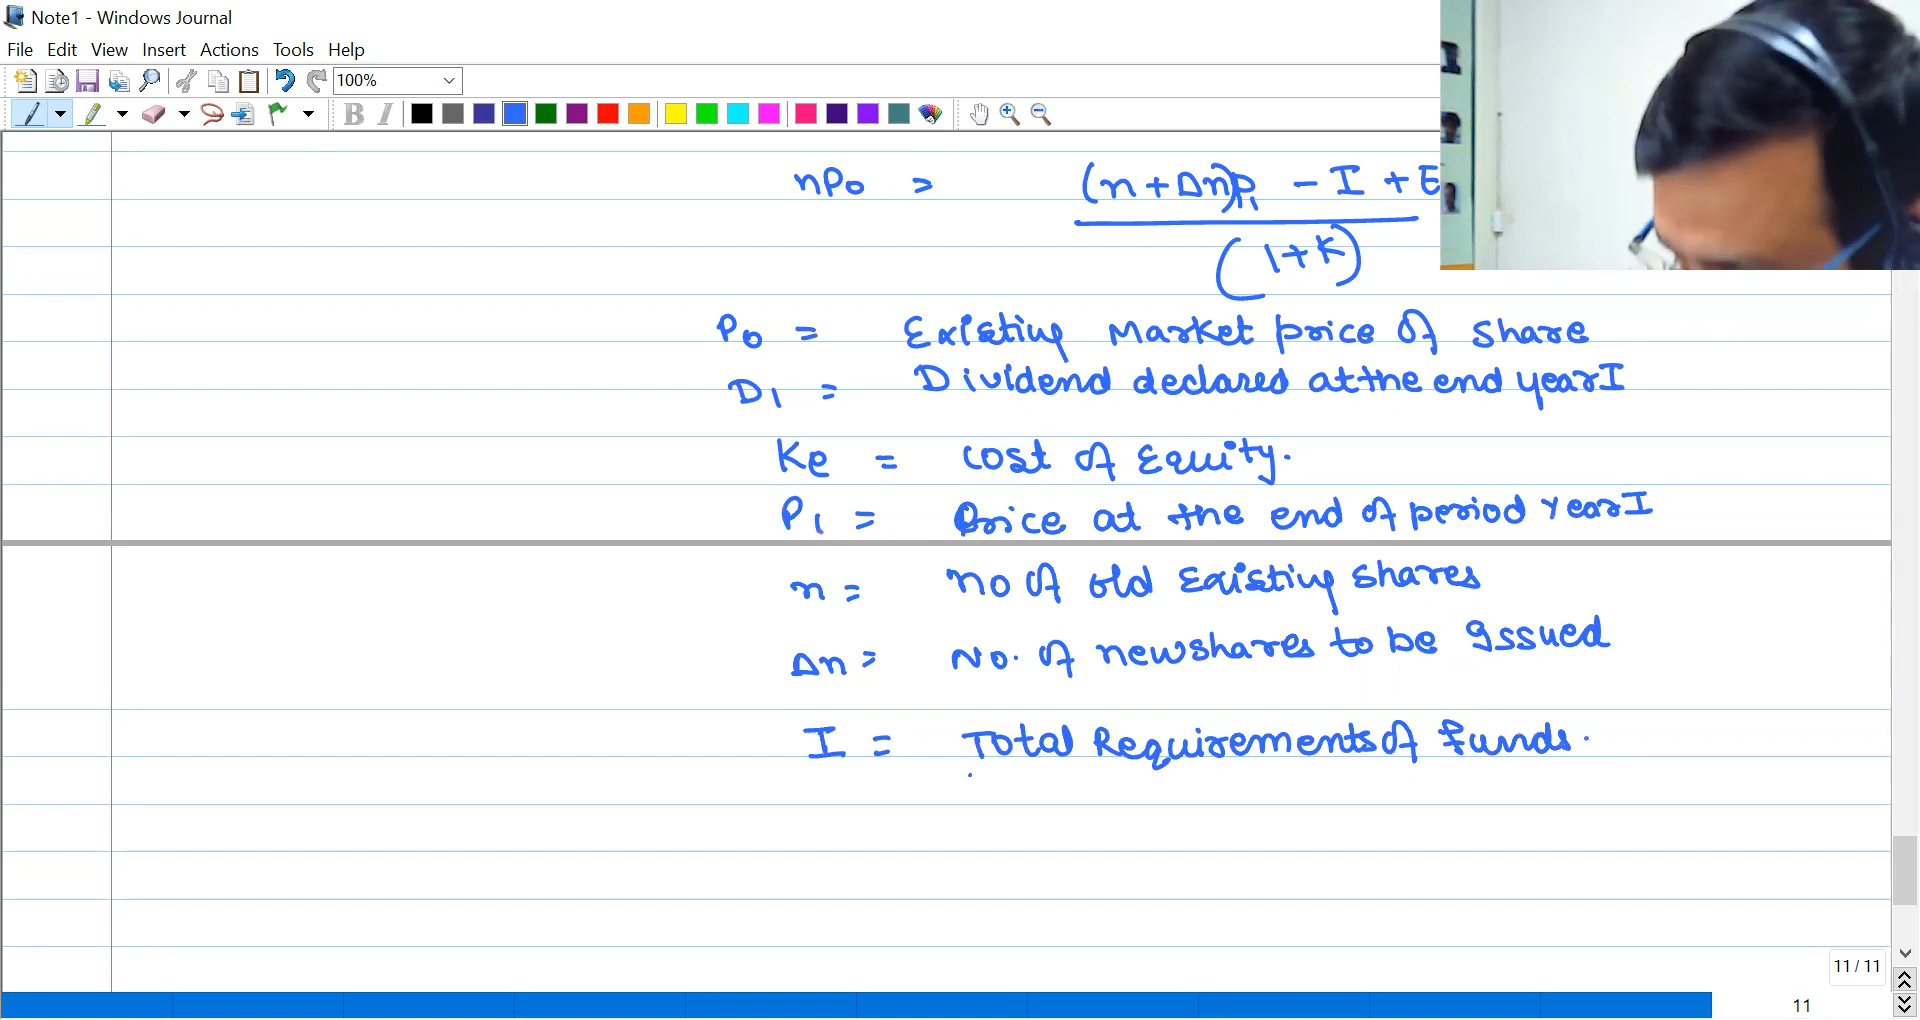 Note1 - Windows Journal
File Edit View Insert Actions Tools Help
100%
B I
nP0 = (n+Δn)P1 - I + E
(1+K)
P0 = Existing Market price of share
D1 = Dividend declared at the end year I
Ke = cost of Equity.
P1 = Price at the end of period Year I
n = no of old Existing shares
Δn = No. of new shares to be Issued
I = Total Requirements of funds.
11 / 11
11